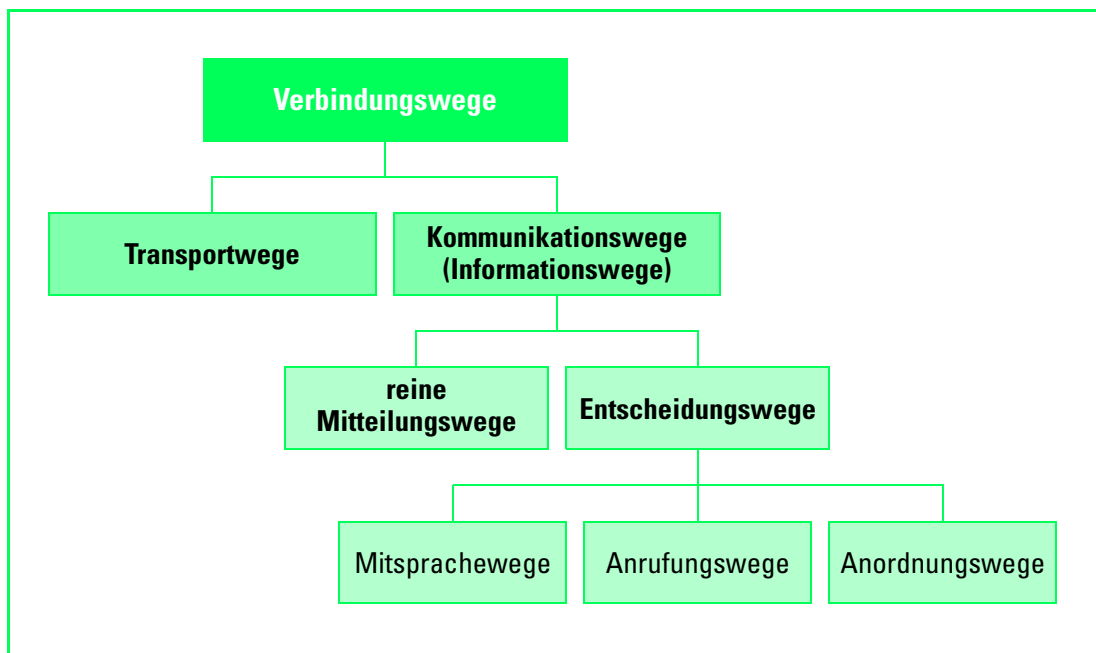 Verbindungswege
Transportwege
Kommunikationswege
(Informationswege)
reine
Mitteilungswege
Entscheidungswege
Mitsprachewege
Anrufungswege
Anordnungswege